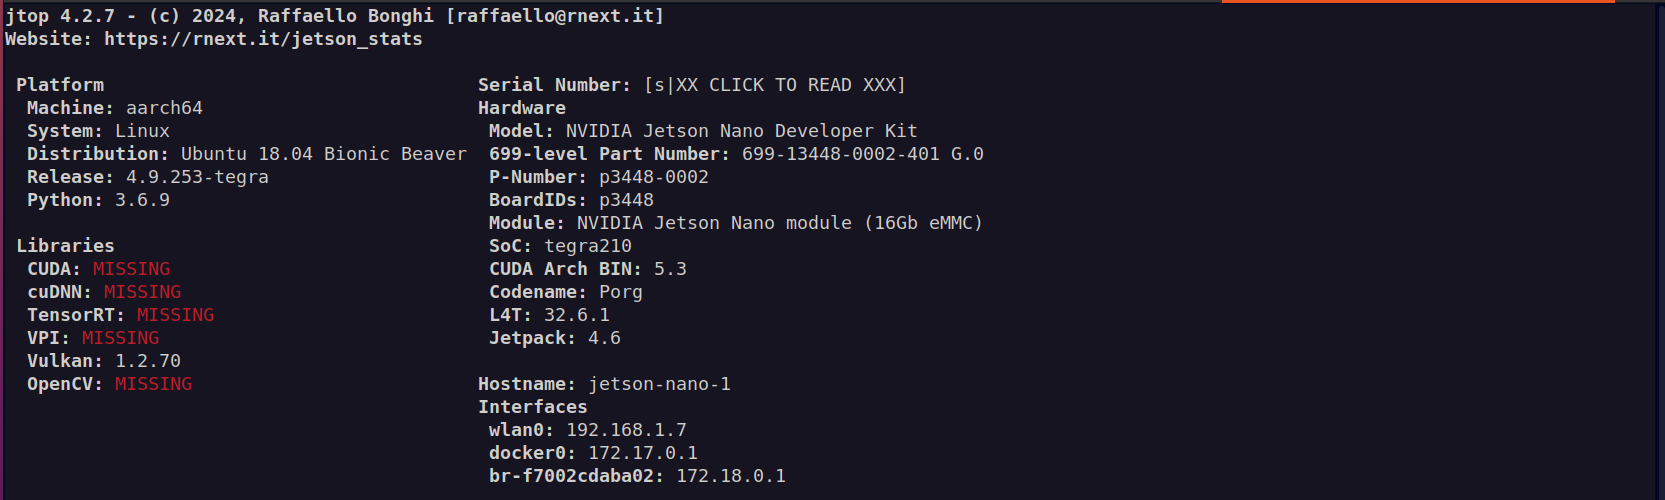 jtop 4.2.7 - (c) 2024, Raffaello Bonghi [raffaello@rnext.it]
Website: https://rnext.it/jetson_stats
Platform
Machine: aarch64
System: Linux
Distribution: Ubuntu 18.04 Bionic Beaver
Release: 4.9.253-tegra
Python: 3.6.9
Libraries
CUDA: MISSING
cuDNN: MISSING
TensorRT: MISSING
VPI: MISSING
Vulkan: 1.2.70
OpenCV: MISSING
Serial Number: [s|XX CLICK TO READ XXX]
Hardware
Model: NVIDIA Jetson Nano Developer Kit
699-level Part Number: 699-13448-0002-401 G.0
P-Number: p3448-0002
BoardIDs: p3448
Module: NVIDIA Jetson Nano module (16Gb eMMC)
SoC: tegra210
CUDA Arch BIN: 5.3
Codename: Porg
L4T: 32.6.1
Jetpack: 4.6
Hostname: jetson-nano-1
Interfaces
wlan0: 192.168.1.7
docker0: 172.17.0.1
br-f7002cdaba02: 172.18.0.1